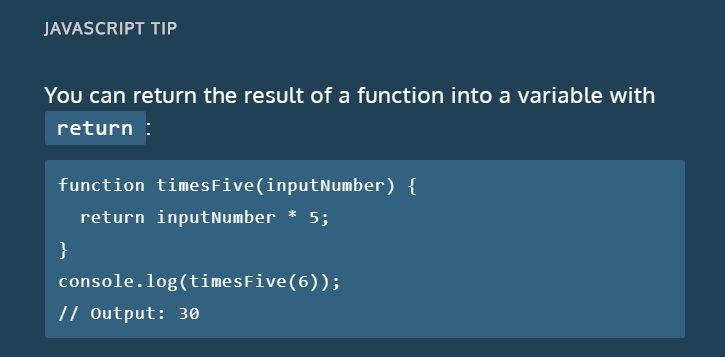 JAVASCRIPT TIP
You can return the result of a function into a variable with
return :
function timesFive(inputNumber) {
  return inputNumber * 5;
}
console.log(timesFive(6));
// Output: 30